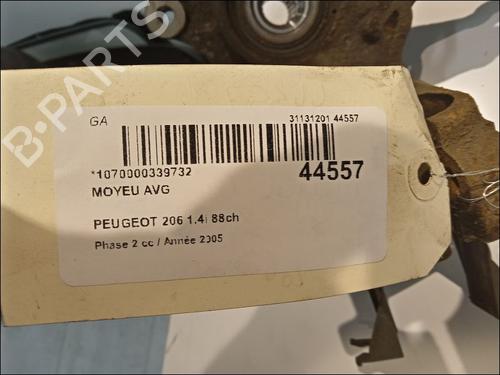 B-PARTS
GA
31131201 44557
*1070000339732
44557
MOYEU AVG
PEUGEOT 206 1.4i 88ch
Phase 2 cc / Année 2005